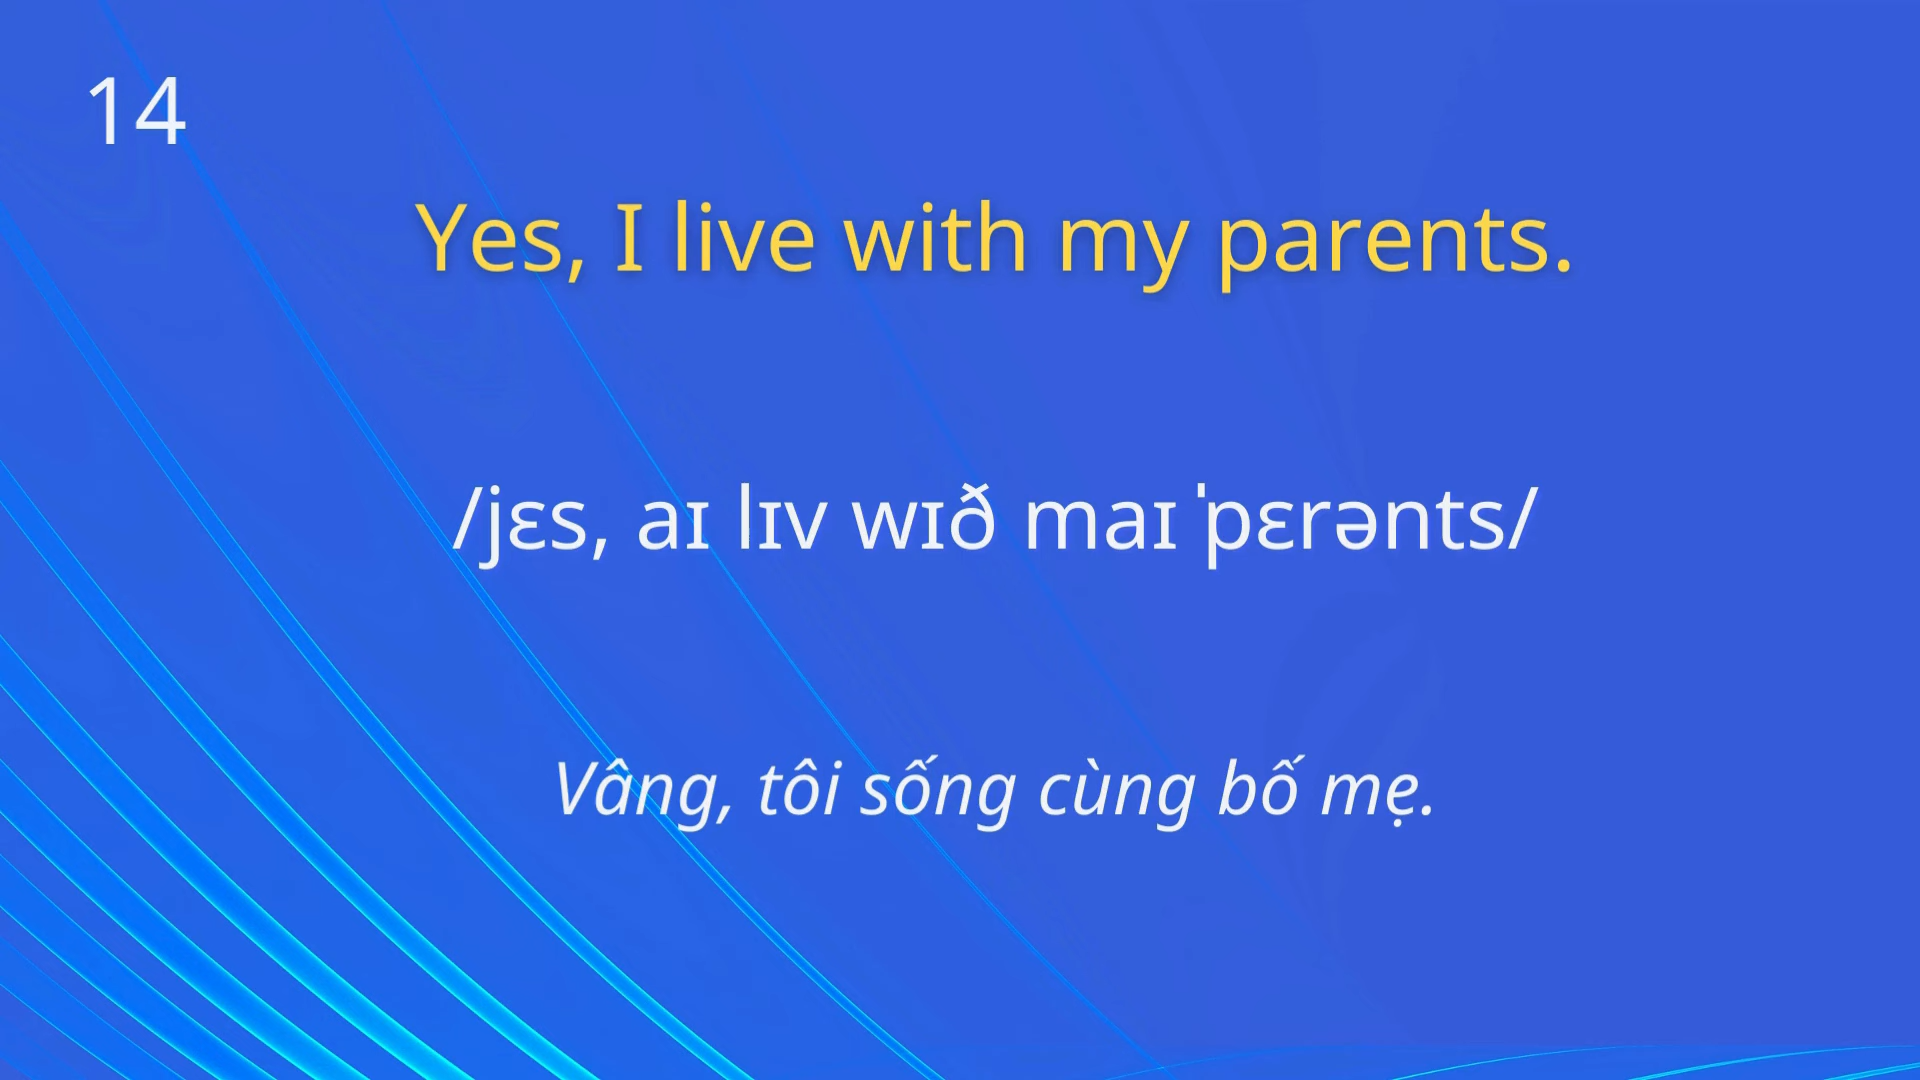 14
Yes, I live with my parents.
/jɛs, aɪ lɪv wɪð maɪ ˈpɛrənts/
Vâng, tôi sống cùng bố mẹ.